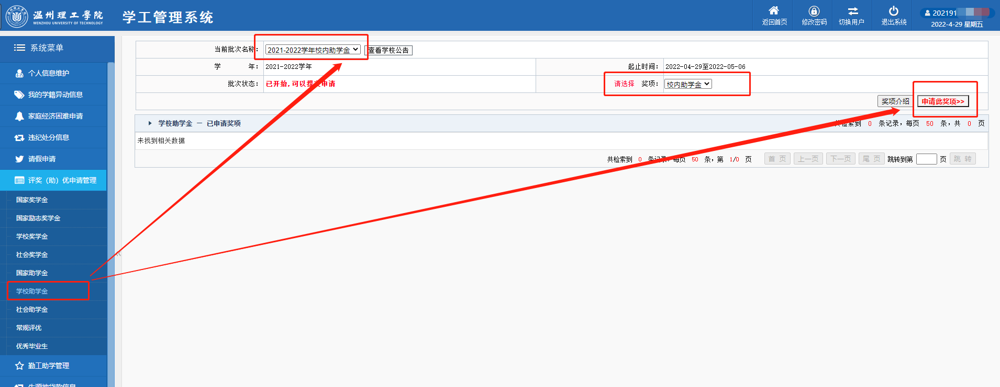 温州理工學院
WENZHOU UNIVERSITY OF TECHNOLOGY
学工管理系统
返回首页 修改密码 切换用户 退出系统
202191
2022-4-29 星期五
系统菜单
个人信息维护
我的学籍异动信息
家庭经济困难申请
违纪处分信息
请假申请
评奖（助）优申请管理
国家奖学金
国家励志奖学金
学校奖学金
社会奖学金
国家助学金
学校助学金
社会助学金
常规评优
优秀毕业生
勤工助学管理
生源地贷款信息
当前批次名称： 2021-2022学年校内助学金 查看学校公告
学 年： 2021-2022学年 起止时间： 2022-04-29至2022-05-06
批次状态： 已开始,可以提交申请 请选择 奖项： 校内助学金
奖项介绍 申请此奖项>>
学校助学金 － 已申请奖项 共检索到 0 条记录，每页 50 条，共 0 页
未找到相关数据
共检索到 0 条记录，每页 50 条，第 1/0 页 首 页 上一页 下一页 尾 页 跳转到第 页 跳 转